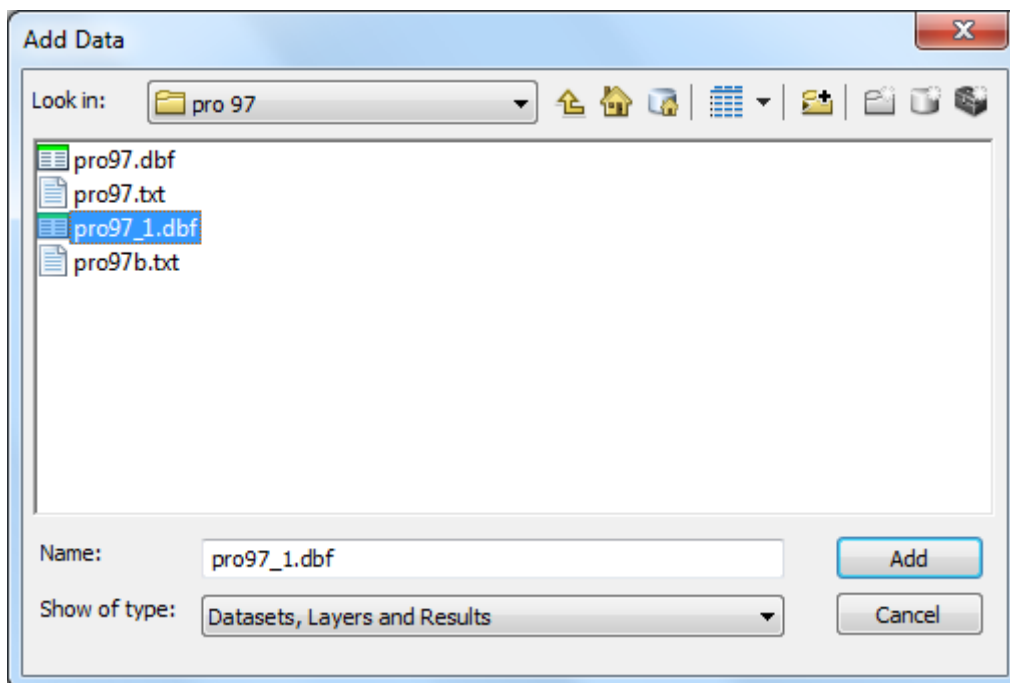 Add Data
Look in: pro 97
pro97.dbf
pro97.txt
pro97_1.dbf
pro97b.txt
Name: pro97_1.dbf Add
Show of type: Datasets, Layers and Results Cancel